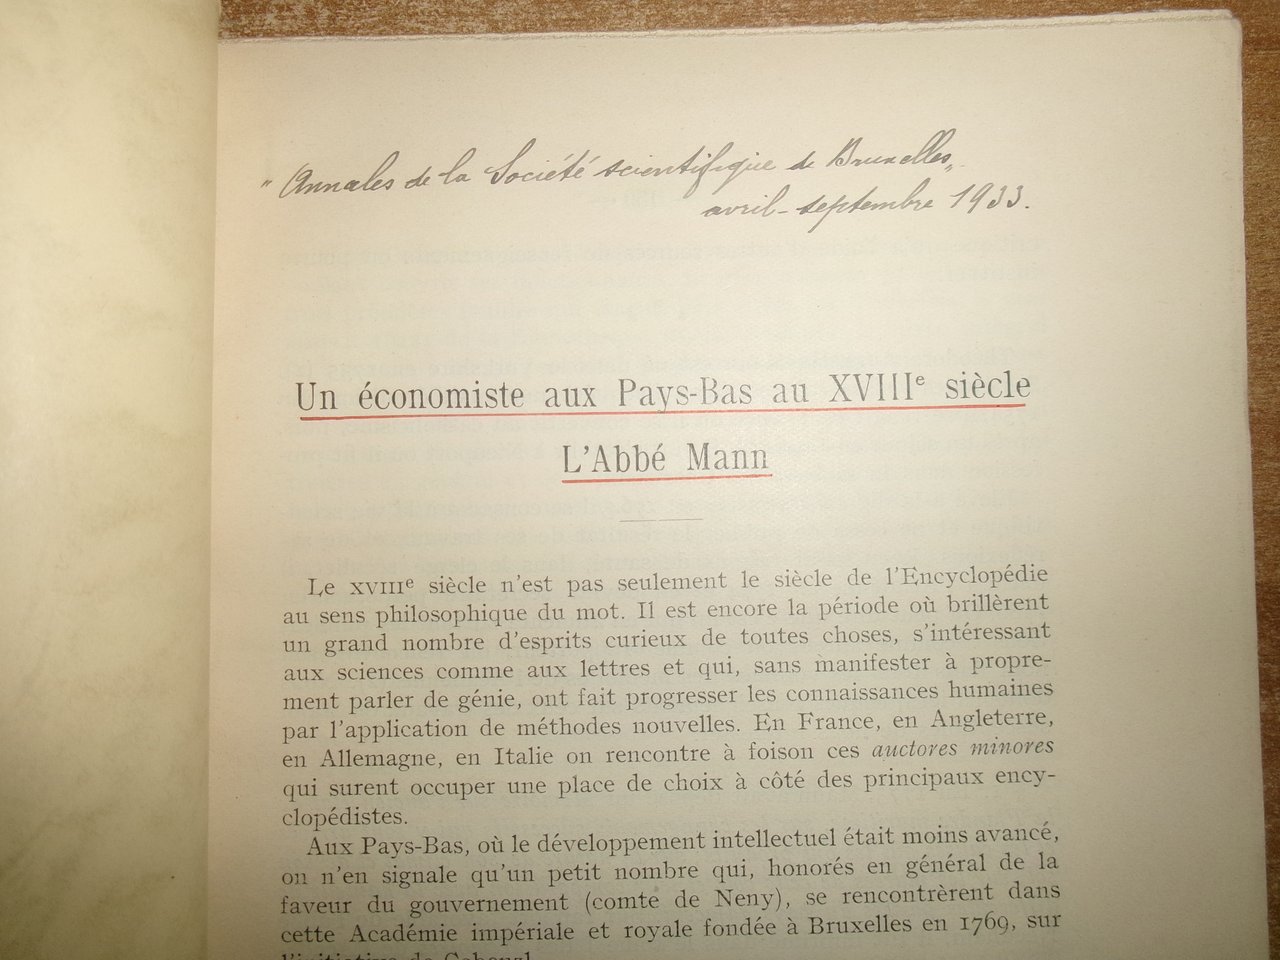 " Annales de la Société scientifique de Bruxelles„
avril - septembre 1933.
Un économiste aux Pays-Bas au XVIIIe siècle
L'Abbé Mann
Le XVIIIe siècle n'est pas seulement le siècle de l'Encyclopédie
au sens philosophique du mot. Il est encore la période où brillèrent
un grand nombre d'esprits curieux de toutes choses, s'intéressant
aux sciences comme aux lettres et qui, sans manifester à propre-
ment parler de génie, ont fait progresser les connaissances humaines
par l'application de méthodes nouvelles. En France, en Angleterre,
en Allemagne, en Italie on rencontre à foison ces auctores minores
qui surent occuper une place de choix à côté des principaux ency-
clopédistes.
Aux Pays-Bas, où le développement intellectuel était moins avancé,
on n'en signale qu'un petit nombre qui, honorés en général de la
faveur du gouvernement (comte de Neny), se rencontrèrent dans
cette Académie impériale et royale fondée à Bruxelles en 1769, sur
l'initiative de Cobenzl